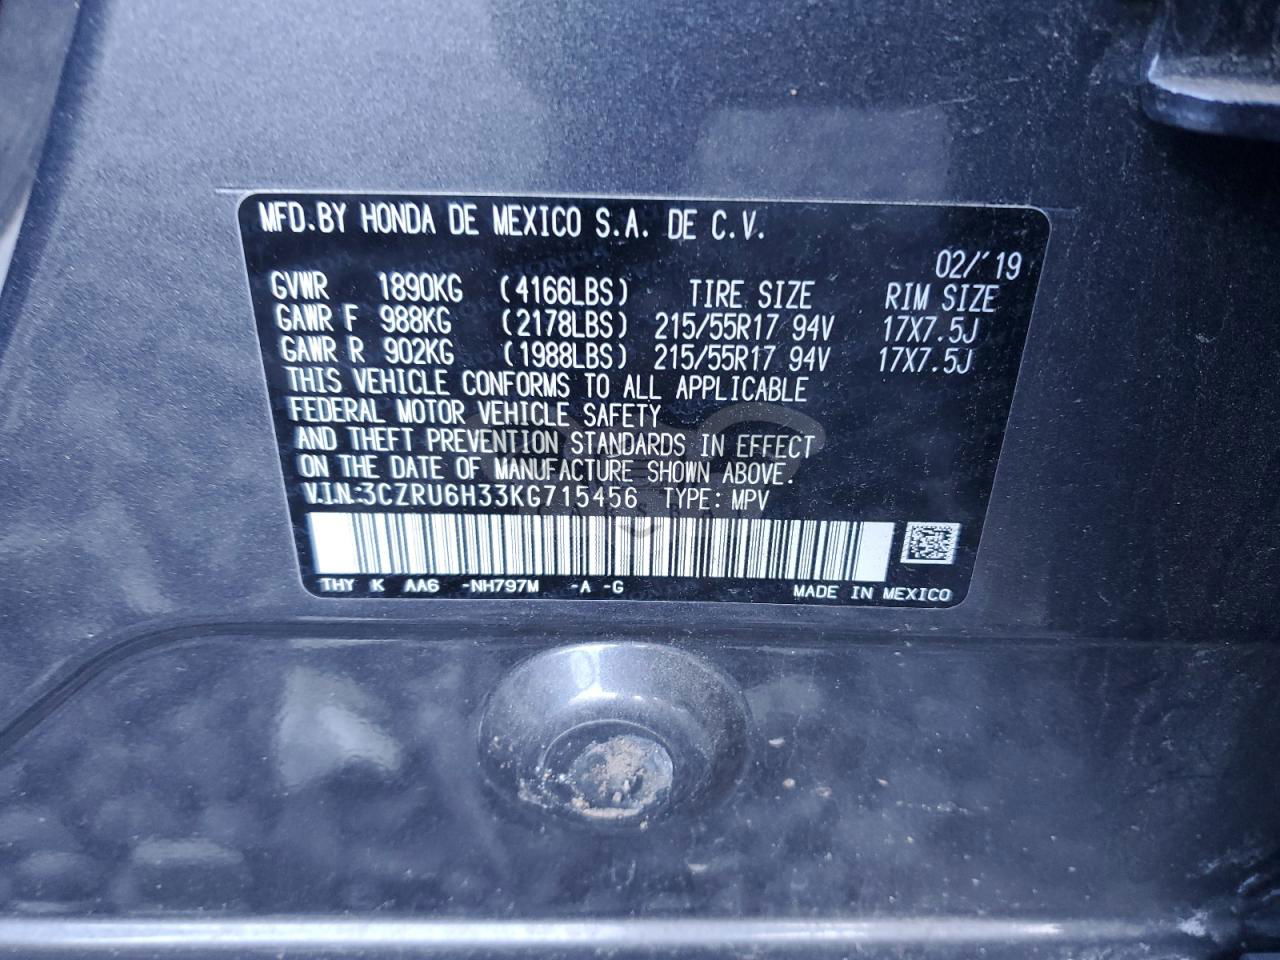 MFD.BY HONDA DE MEXICO S.A. DE C.V.
02/'19
GVWR 1890KG (4166LBS) TIRE SIZE RIM SIZE
GAWR F 988KG (2178LBS) 215/55R17 94V 17X7.5J
GAWR R 902KG (1988LBS) 215/55R17 94V 17X7.5J
THIS VEHICLE CONFORMS TO ALL APPLICABLE
FEDERAL MOTOR VEHICLE SAFETY
AND THEFT PREVENTION STANDARDS IN EFFECT
ON THE DATE OF MANUFACTURE SHOWN ABOVE.
V.I.N:3CZRU6H33KG715456 TYPE: MPV
THY K AA6 -NH797M -A -G MADE IN MEXICO